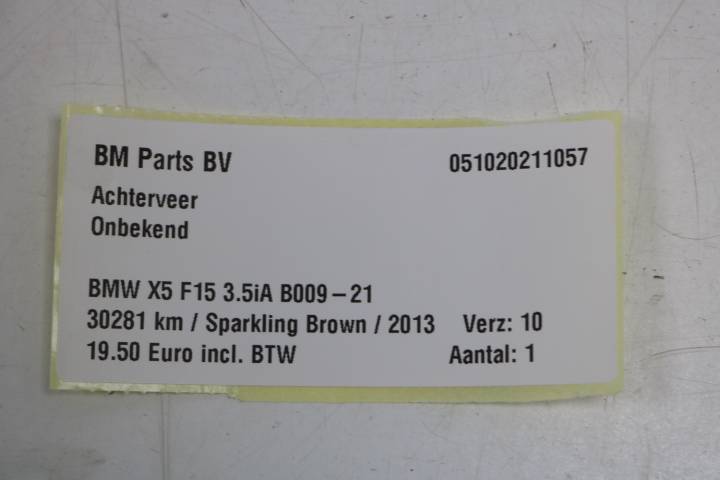 BM Parts BV 051020211057
Achterveer
Onbekend
BMW X5 F15 3.5iA B009-21
30281 km / Sparkling Brown / 2013 Verz: 10
19.50 Euro incl. BTW Aantal: 1